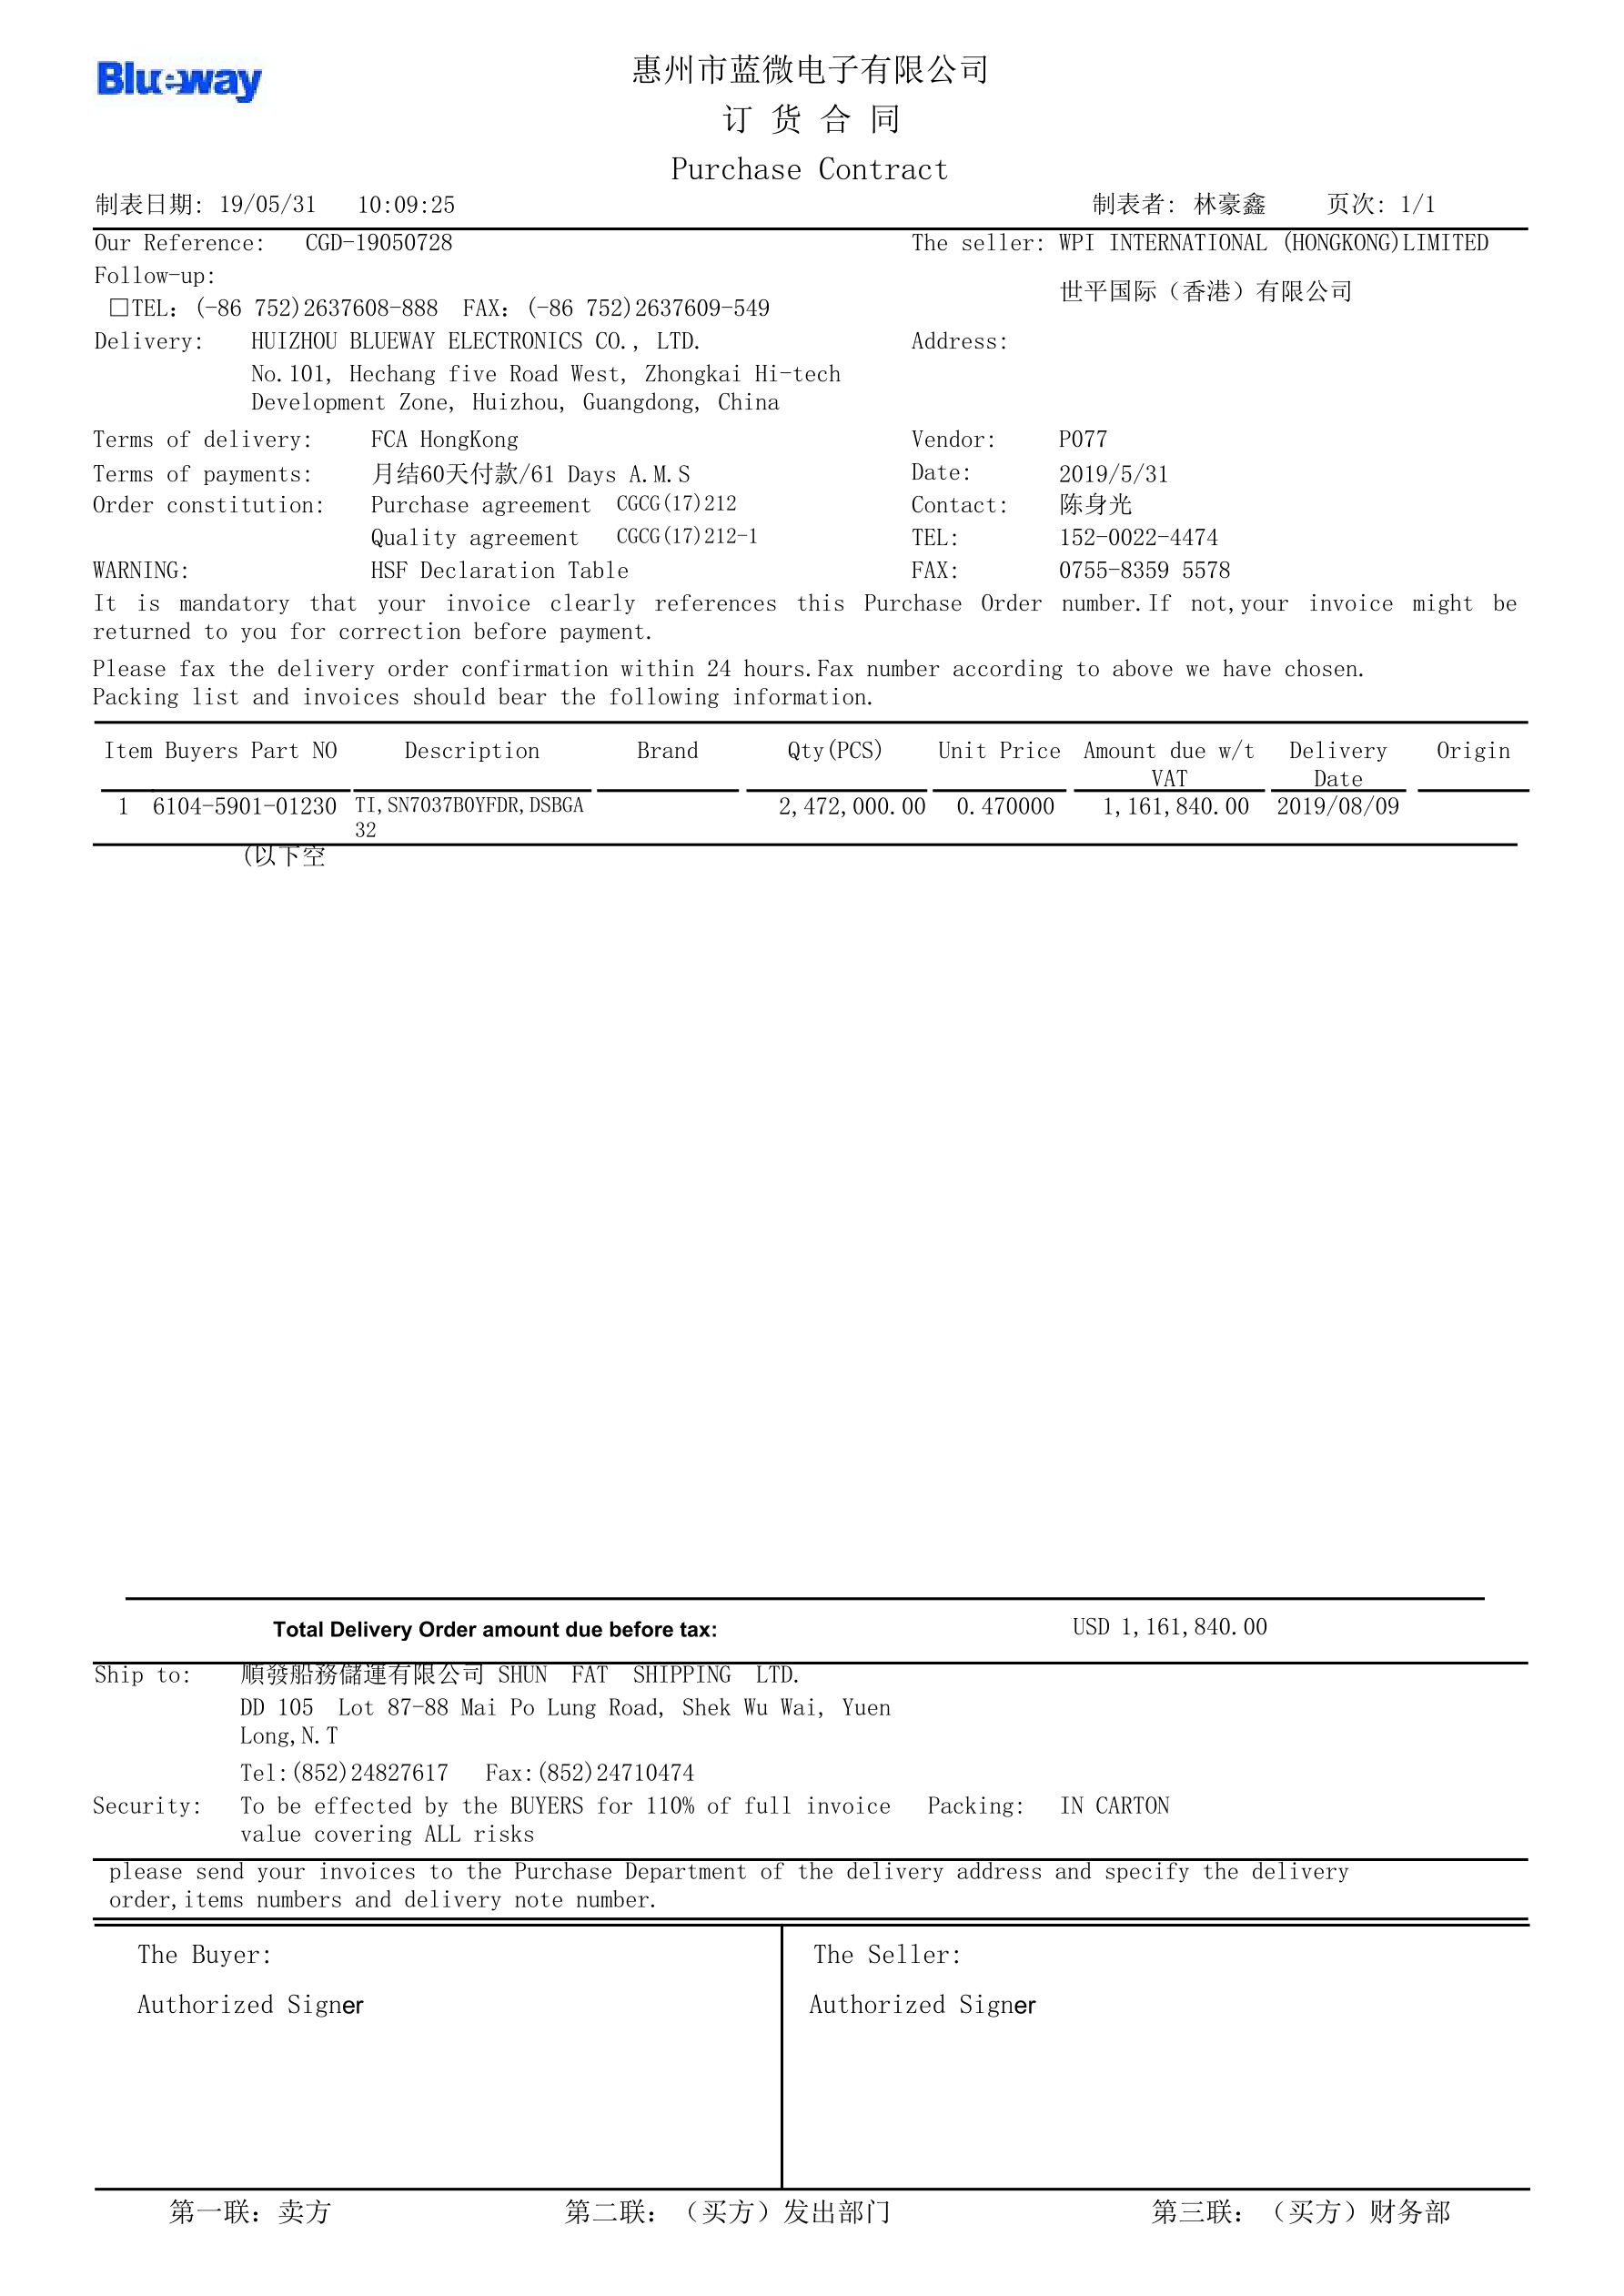 Blueway
惠州市蓝微电子有限公司
订 货 合 同
Purchase Contract
制表日期: 19/05/31 10:09:25 制表者: 林豪鑫 页次: 1/1
Our Reference: CGD-19050728 The seller: WPI INTERNATIONAL (HONGKONG)LIMITED
Follow-up:
世平国际（香港）有限公司
□TEL: (-86 752)2637608-888 FAX: (-86 752)2637609-549
Delivery: HUIZHOU BLUEWAY ELECTRONICS CO., LTD. Address:
No.101, Hechang five Road West, Zhongkai Hi-tech
Development Zone, Huizhou, Guangdong, China
Terms of delivery: FCA HongKong Vendor: P077
Terms of payments: 月结60天付款/61 Days A.M.S Date: 2019/5/31
Order constitution: Purchase agreement CGCG(17)212 Contact: 陈身光
Quality agreement CGCG(17)212-1 TEL: 152-0022-4474
WARNING: HSF Declaration Table FAX: 0755-8359 5578
It is mandatory that your invoice clearly references this Purchase Order number.If not,your invoice might be
returned to you for correction before payment.
Please fax the delivery order confirmation within 24 hours.Fax number according to above we have chosen.
Packing list and invoices should bear the following information.
Item Buyers Part NO Description Brand Qty(PCS) Unit Price Amount due w/t Delivery Origin
VAT Date
1 6104-5901-01230 TI,SN7037B0YFDR,DSBGA 2,472,000.00 0.470000 1,161,840.00 2019/08/09
32
(以下空
Total Delivery Order amount due before tax: USD 1,161,840.00
Ship to: 順發船務儲運有限公司 SHUN FAT SHIPPING LTD.
DD 105 Lot 87-88 Mai Po Lung Road, Shek Wu Wai, Yuen
Long,N.T
Tel:(852)24827617 Fax:(852)24710474
Security: To be effected by the BUYERS for 110% of full invoice Packing: IN CARTON
value covering ALL risks
please send your invoices to the Purchase Department of the delivery address and specify the delivery
order,items numbers and delivery note number.
The Buyer: The Seller:
Authorized Signer Authorized Signer
第一联：卖方 第二联：（买方）发出部门 第三联：（买方）财务部